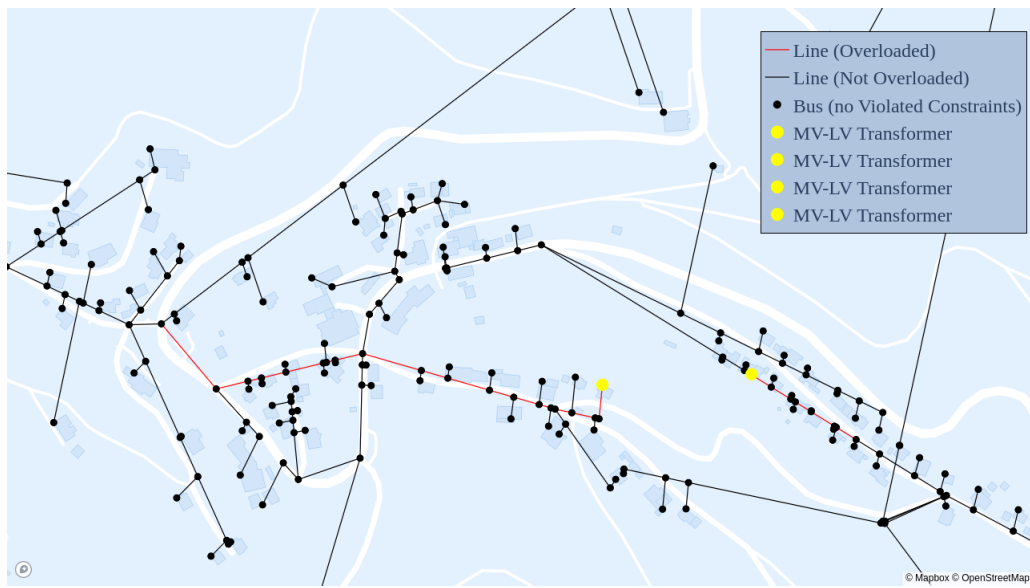 Line (Overloaded)
Line (Not Overloaded)
Bus (no Violated Constraints)
MV-LV Transformer
MV-LV Transformer
MV-LV Transformer
MV-LV Transformer
© Mapbox © OpenStreetMap